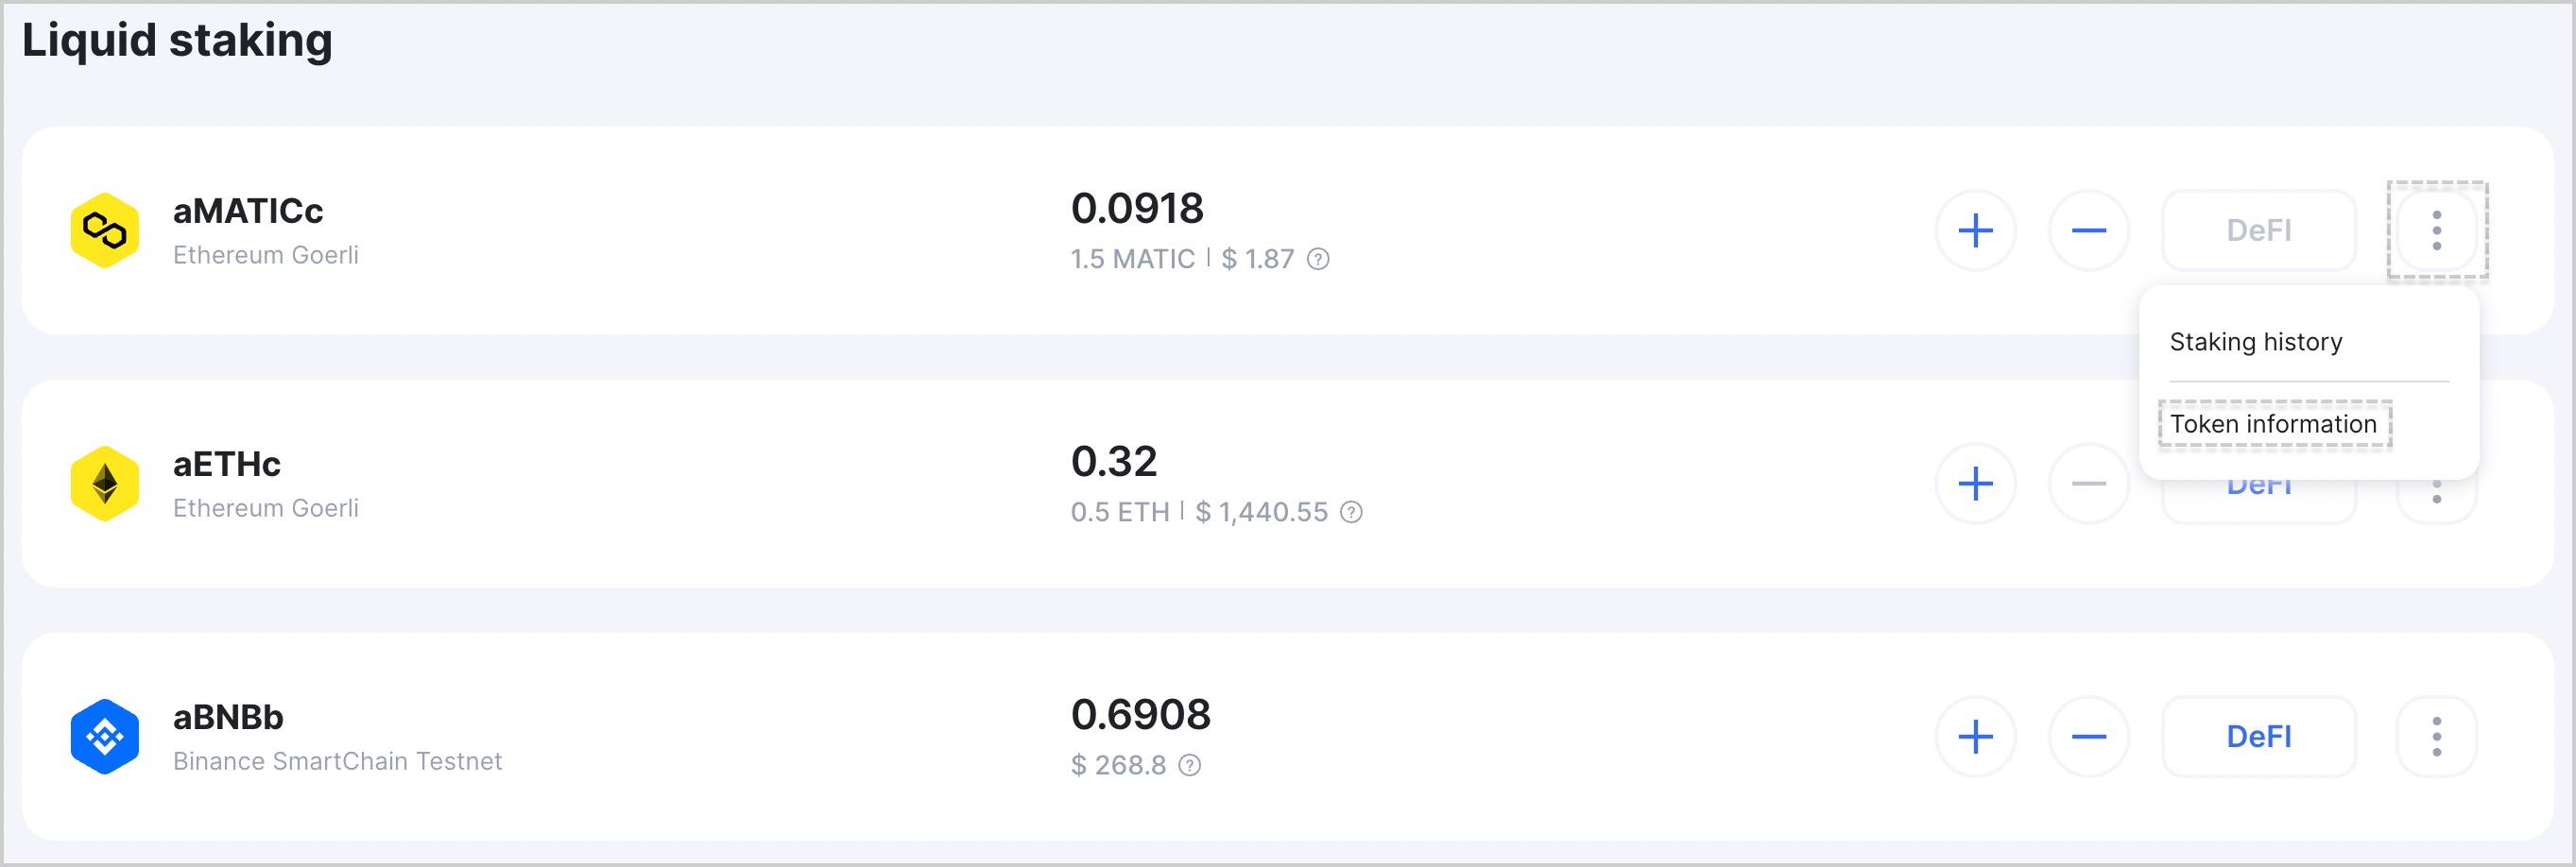 Liquid staking
aMATICc
Ethereum Goerli
0.0918
1.5 MATIC | $ 1.87 ?
DeFI
Staking history
Token information
aETHc
Ethereum Goerli
0.32
0.5 ETH | $ 1,440.55 ?
DeFI
aBNBb
Binance SmartChain Testnet
0.6908
$ 268.8 ?
DeFI